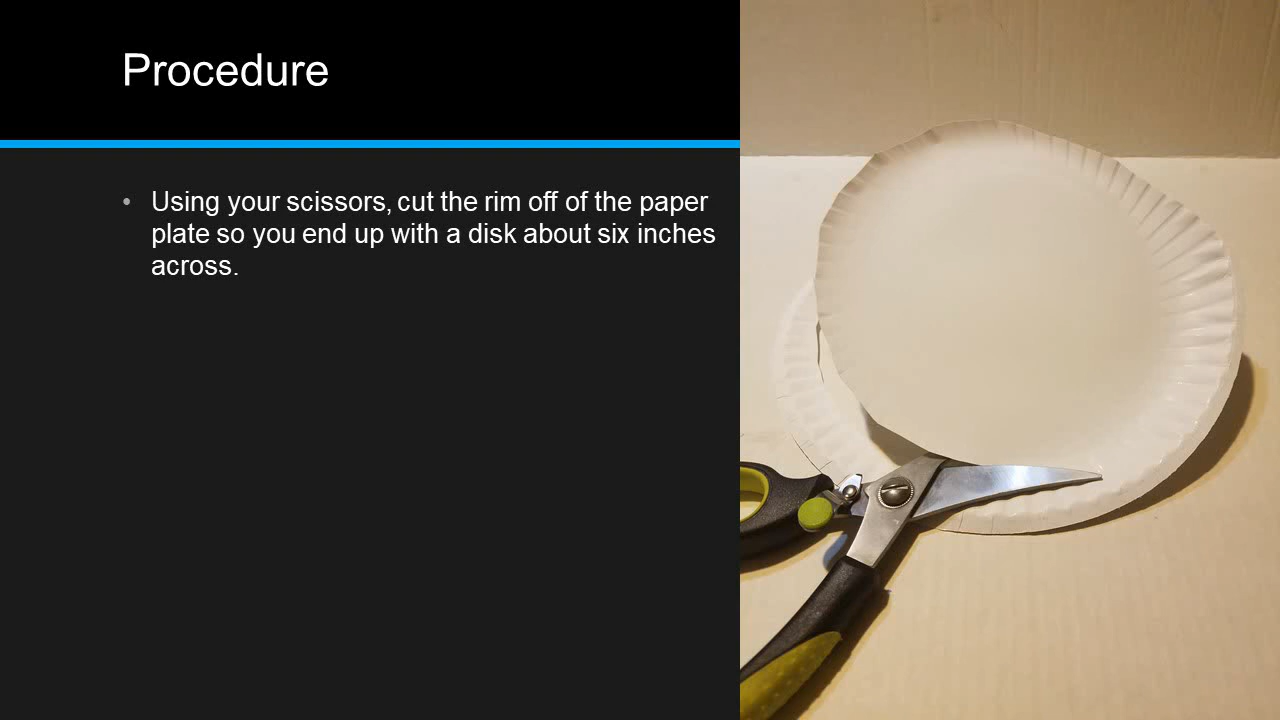 Procedure
• Using your scissors, cut the rim off of the paper
plate so you end up with a disk about six inches
across.